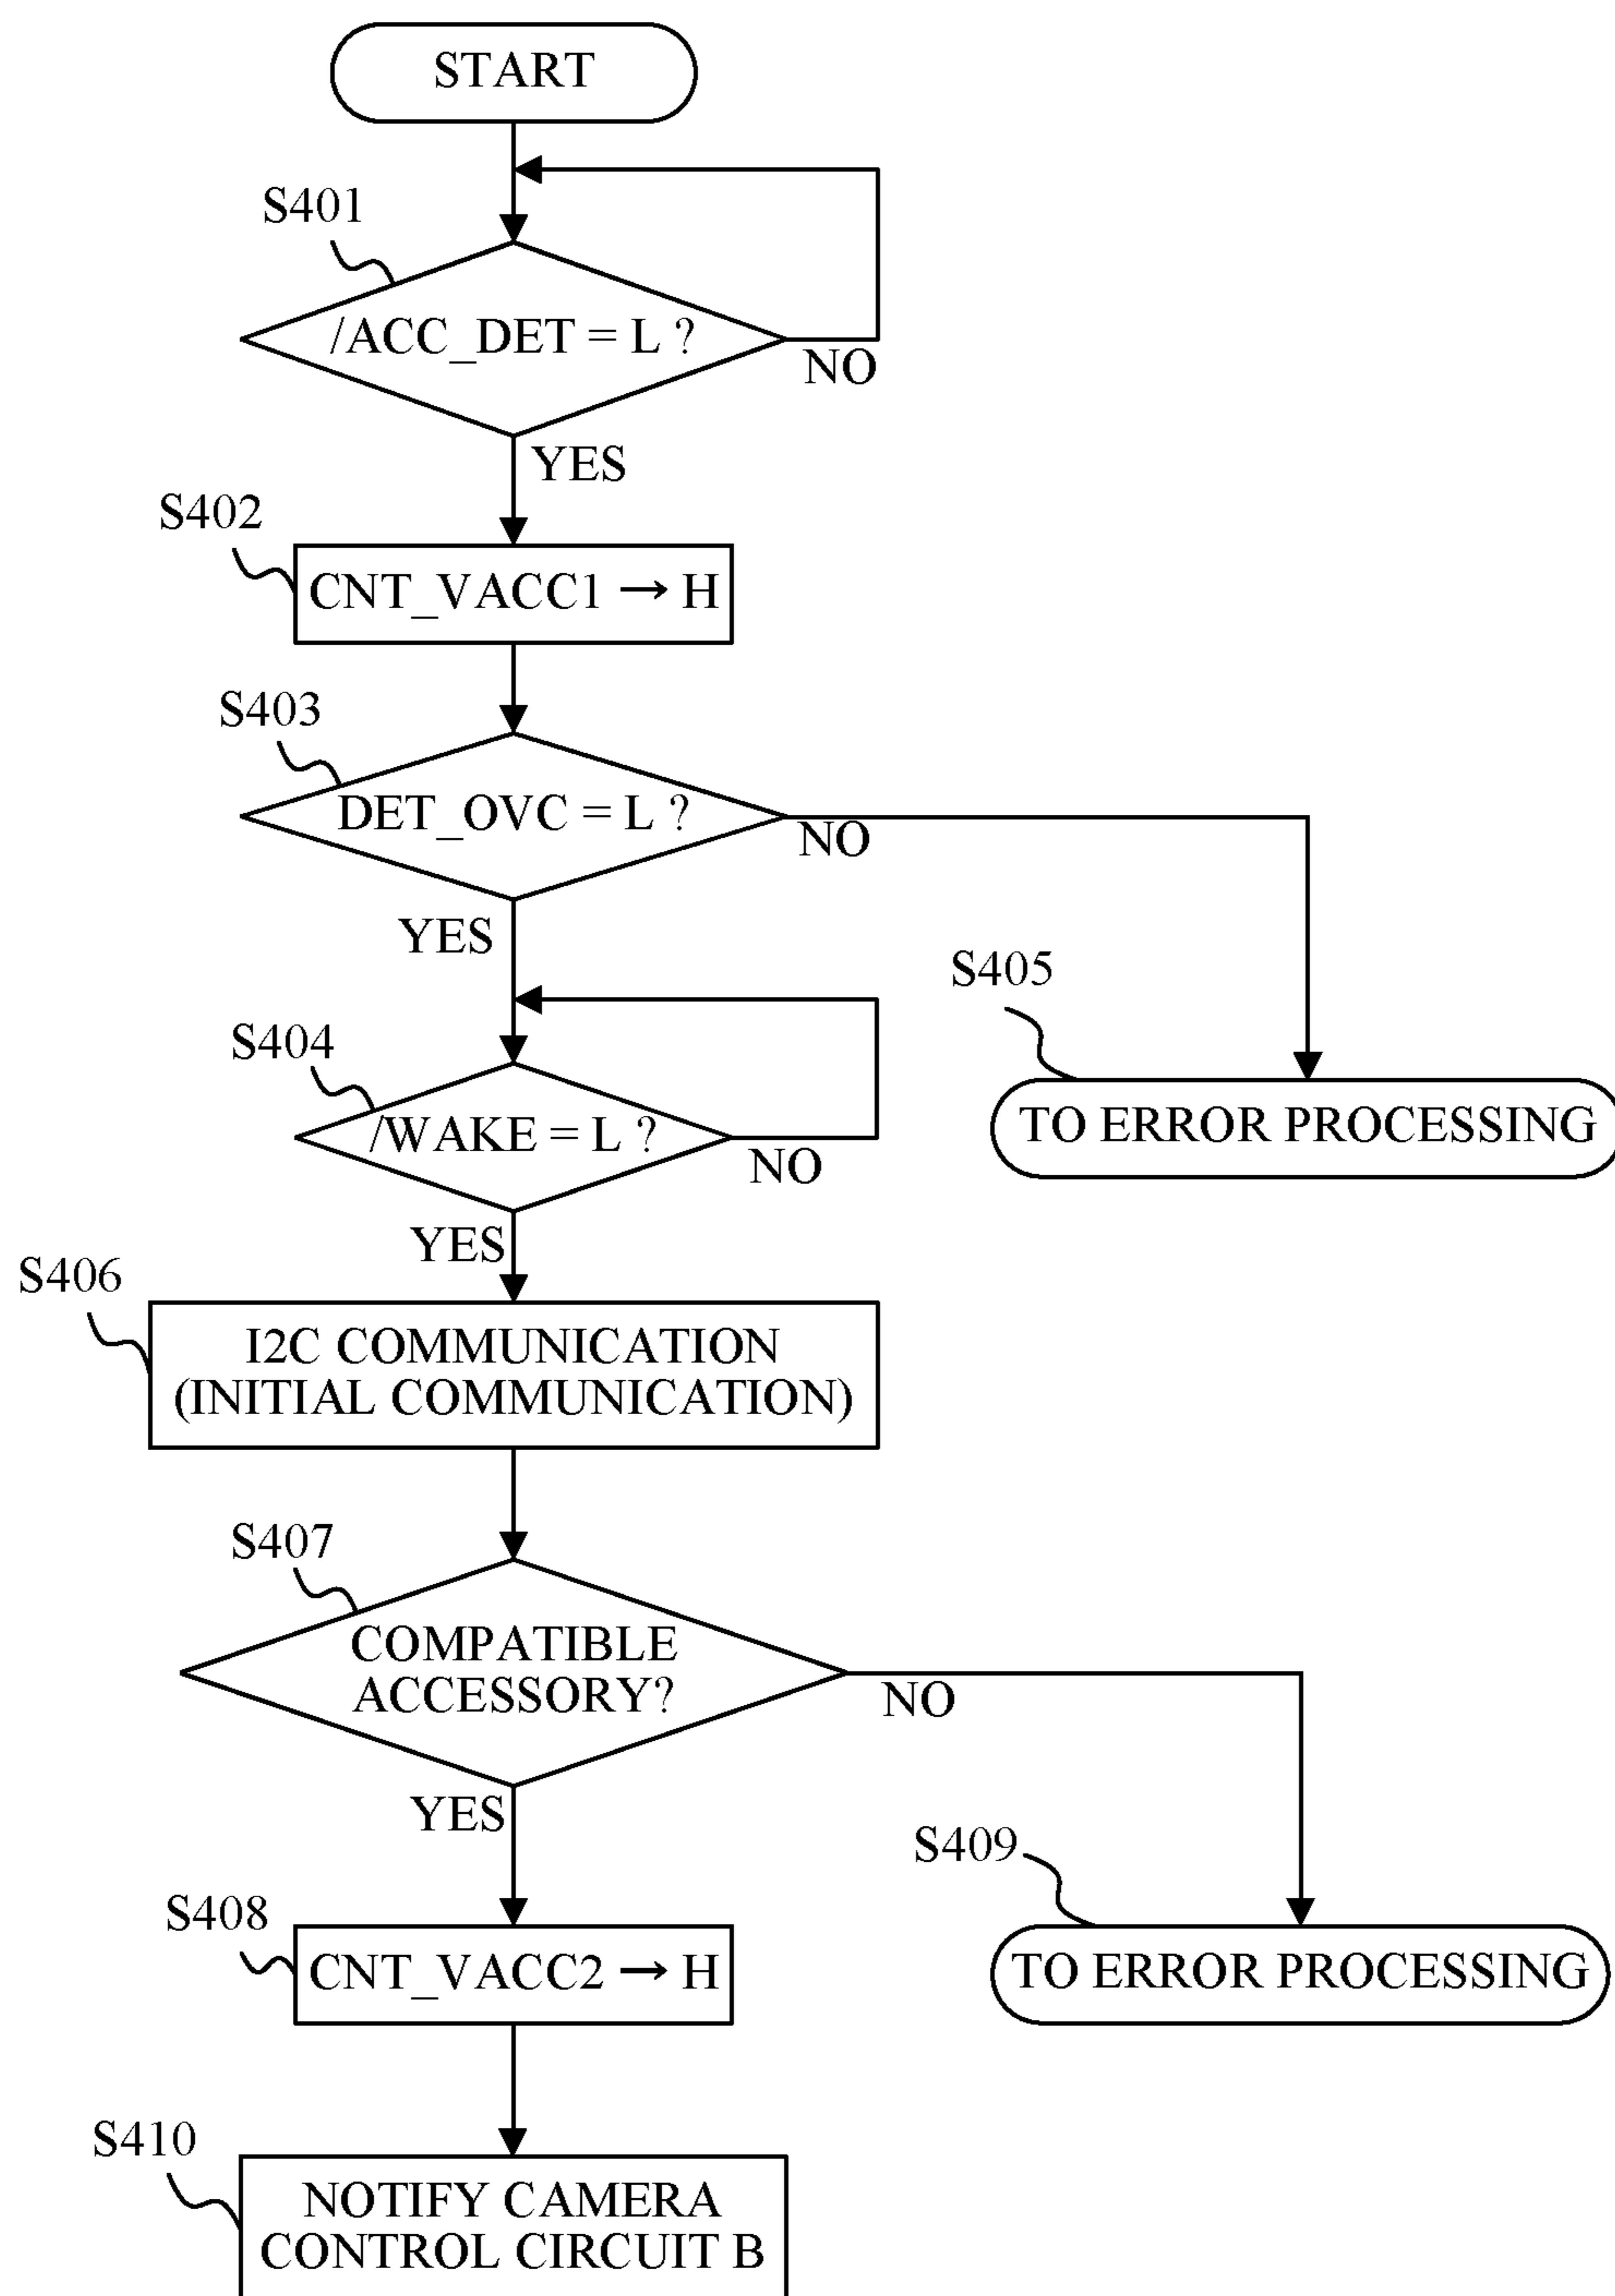 START
S401
/ACC_DET = L ?
NO
YES
S402
CNT_VACC1 → H
S403
DET_OVC = L ?
NO
YES
S404
/WAKE = L ?
NO
S405
TO ERROR PROCESSING
YES
S406
I2C COMMUNICATION
(INITIAL COMMUNICATION)
S407
COMPATIBLE
ACCESSORY?
NO
YES
S408
CNT_VACC2 → H
S409
TO ERROR PROCESSING
S410
NOTIFY CAMERA
CONTROL CIRCUIT B